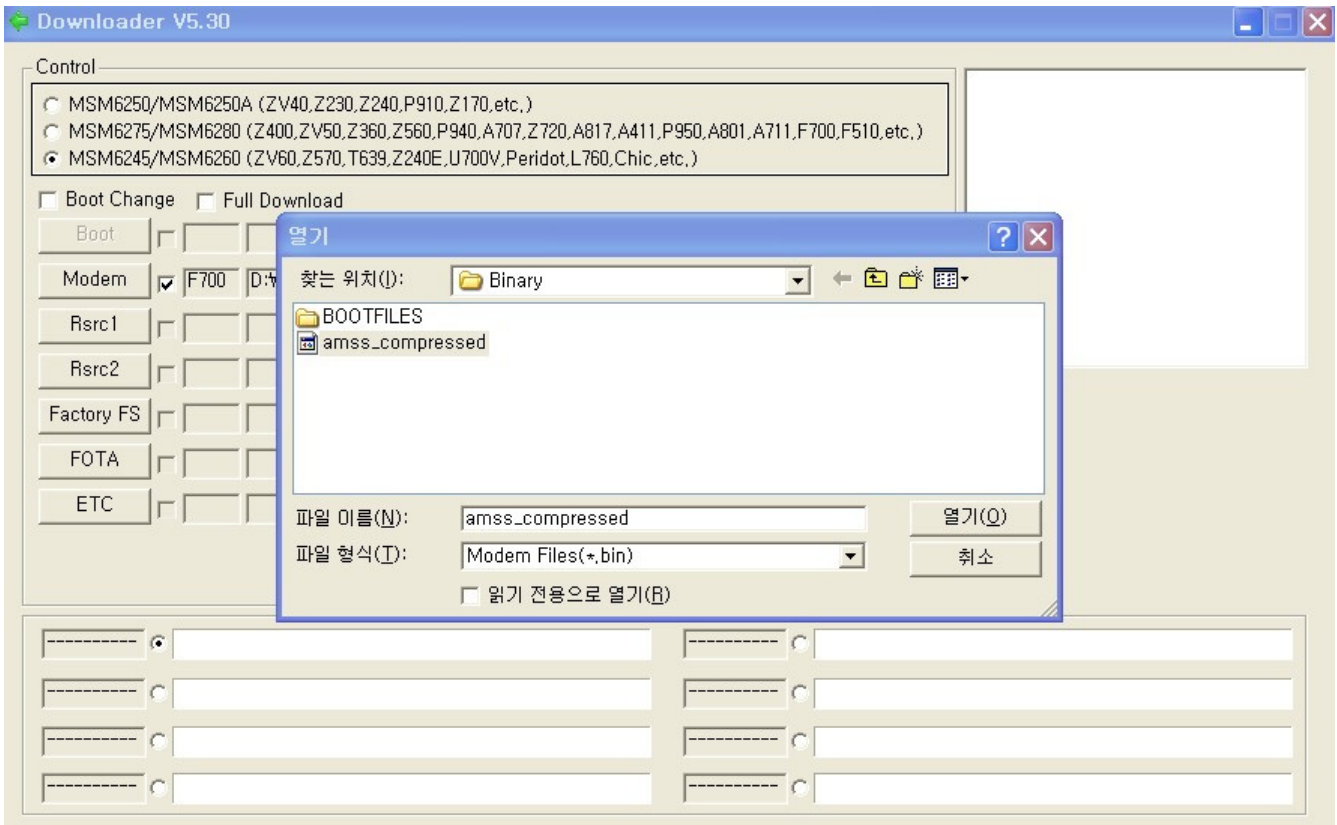 Downloader V5.30
Control
MSM6250/MSM6250A (ZV40,Z230,Z240,P910,Z170,etc,)
MSM6275/MSM6280 (Z400,ZV50,Z360,Z560,P940,A707,Z720,A817,A411,P950,A801,A711,F700,F510,etc,)
MSM6245/MSM6260 (ZV60,Z570,T639,Z240E,U700V,Peridot,L760,Chic,etc,)
Boot Change Full Download
Boot
Modem F700 D:₩
Rsrc1
Rsrc2
Factory FS
FOTA
ETC
열기
찾는 위치(I): Binary
BOOTFILES
amss_compressed
파일 이름(N): amss_compressed 열기(O)
파일 형식(T): Modem Files(*,bin) 취소
읽기 전용으로 열기(R)
---------- ----------
---------- ----------
---------- ----------
---------- ----------